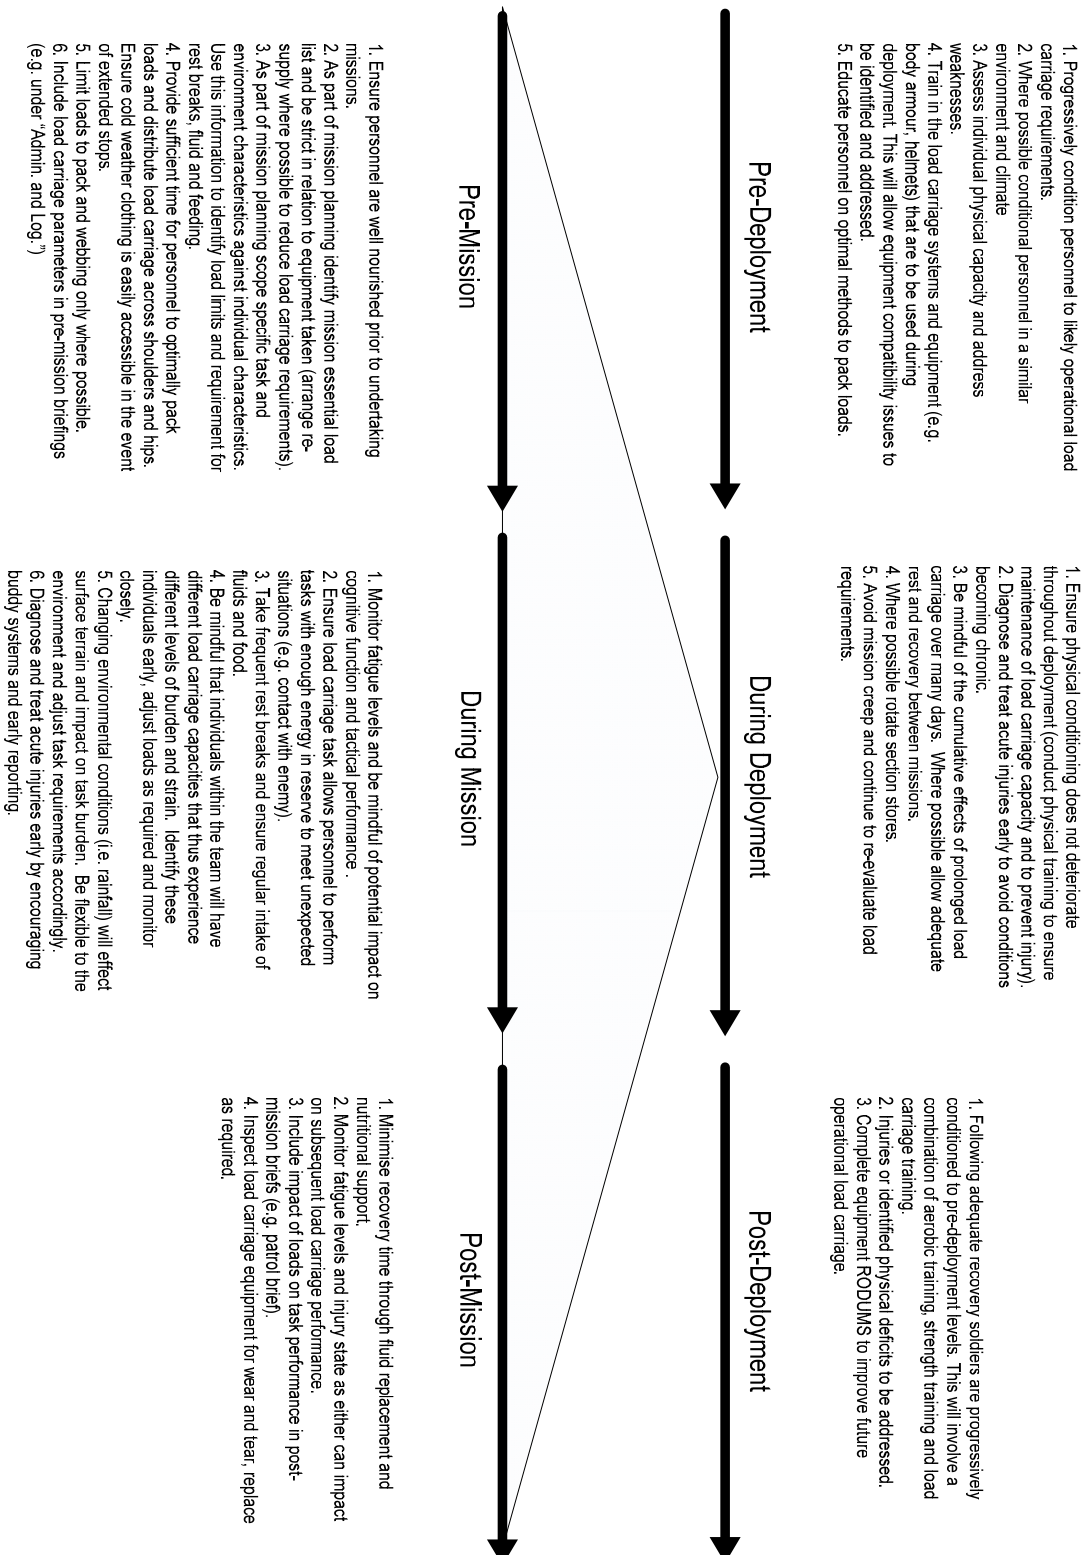 1. Progressively condition personnel to likely operational load
carriage requirements.
2. Where possible conditional personnel in a similar
environment and climate
3. Assess individual physical capacity and address
weaknesses.
4. Train in the load carriage systems and equipment (e.g.
body armour, helmets) that are to be used during
deployment. This will allow equipment compatibility issues to
be identified and addressed.
5. Educate personnel on optimal methods to pack loads.
1. Ensure physical conditioning does not deteriorate
throughout deployment (conduct physical training to ensure
maintenance of load carriage capacity and to prevent injury).
2. Diagnose and treat acute injuries early to avoid conditions
becoming chronic.
3. Be mindful of the cumulative effects of prolonged load
carriage over many days. Where possible allow adequate
rest and recovery between missions.
4. Where possible rotate section stores.
5. Avoid mission creep and continue to re-evaluate load
requirements.
1. Following adequate recovery soldiers are progressively
conditioned to pre-deployment levels. This will involve a
combination of aerobic training, strength training and load
carriage training.
2. Injuries or identified physical deficits to be addressed.
3. Complete equipment RODUMS to improve future
operational load carriage.
Pre-Deployment
During Deployment
Post-Deployment
Pre-Mission
During Mission
Post-Mission
1. Ensure personnel are well nourished prior to undertaking
missions.
2. As part of mission planning identify mission essential load
list and be strict in relation to equipment taken (arrange re-
supply where possible to reduce load carriage requirements).
3. As part of mission planning scope specific task and
environment characteristics against individual characteristics.
Use this information to identify load limits and requirement for
rest breaks, fluid and feeding.
4. Provide sufficient time for personnel to optimally pack
loads and distribute load carriage across shoulders and hips.
Ensure cold weather clothing is easily accessible in the event
of extended stops.
5. Limit loads to pack and webbing only where possible.
6. Include load carriage parameters in pre-mission briefings
(e.g. under “Admin. and Log.”)
1. Monitor fatigue levels and be mindful of potential impact on
cognitive function and tactical performance .
2. Ensure load carriage task allows personnel to perform
tasks with enough energy in reserve to meet unexpected
situations (e.g. contact with enemy).
3. Take frequent rest breaks and ensure regular intake of
fluids and food.
4. Be mindful that individuals within the team will have
different load carriage capacities that thus experience
different levels of burden and strain. Identify these
individuals early, adjust loads as required and monitor
closely.
5. Changing environmental conditions (i.e. rainfall) will effect
surface terrain and impact on task burden. Be flexible to the
environment and adjust task requirements accordingly.
6. Diagnose and treat acute injuries early by encouraging
buddy systems and early reporting.
1. Minimise recovery time through fluid replacement and
nutritional support.
2. Monitor fatigue levels and injury state as either can impact
on subsequent load carriage performance.
3. Include impact of loads on task performance in post-
mission briefs (e.g. patrol brief).
4. Inspect load carriage equipment for wear and tear, replace
as required.